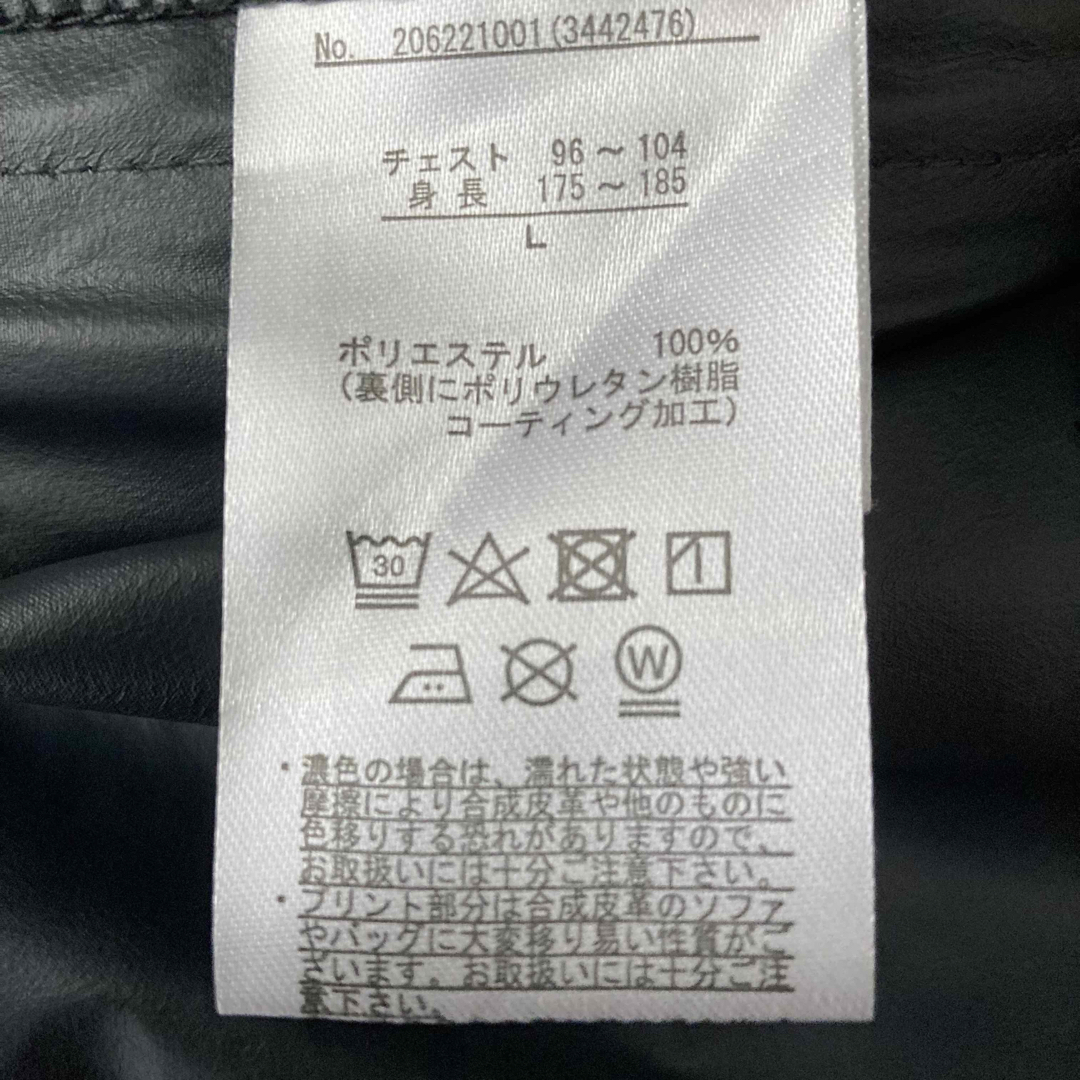 No. 206221001(3442476)
チェスト 96 ~ 104
身 長 175 ~ 185
L
ポリエステル 100%
(裏側にポリウレタン樹脂
コーティング加工)
30
W
・濃色の場合は、濡れた状態や強い
摩擦により合成皮革や他のものに
色移りする恐れがありますので、
お取扱いには十分ご注意下さい。
・プリント部分は合成皮革のソファ
やバッグに大変移り易い性質がご
ざいます。お取扱いには十分ご注
意下さい。